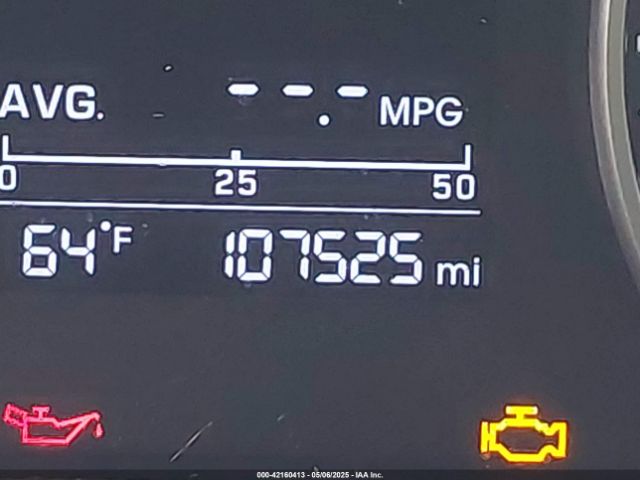 AVG. --.- MPG
0 25 50
64°F 107525 mi
000-42160413 - 05/06/2025 - IAA Inc.